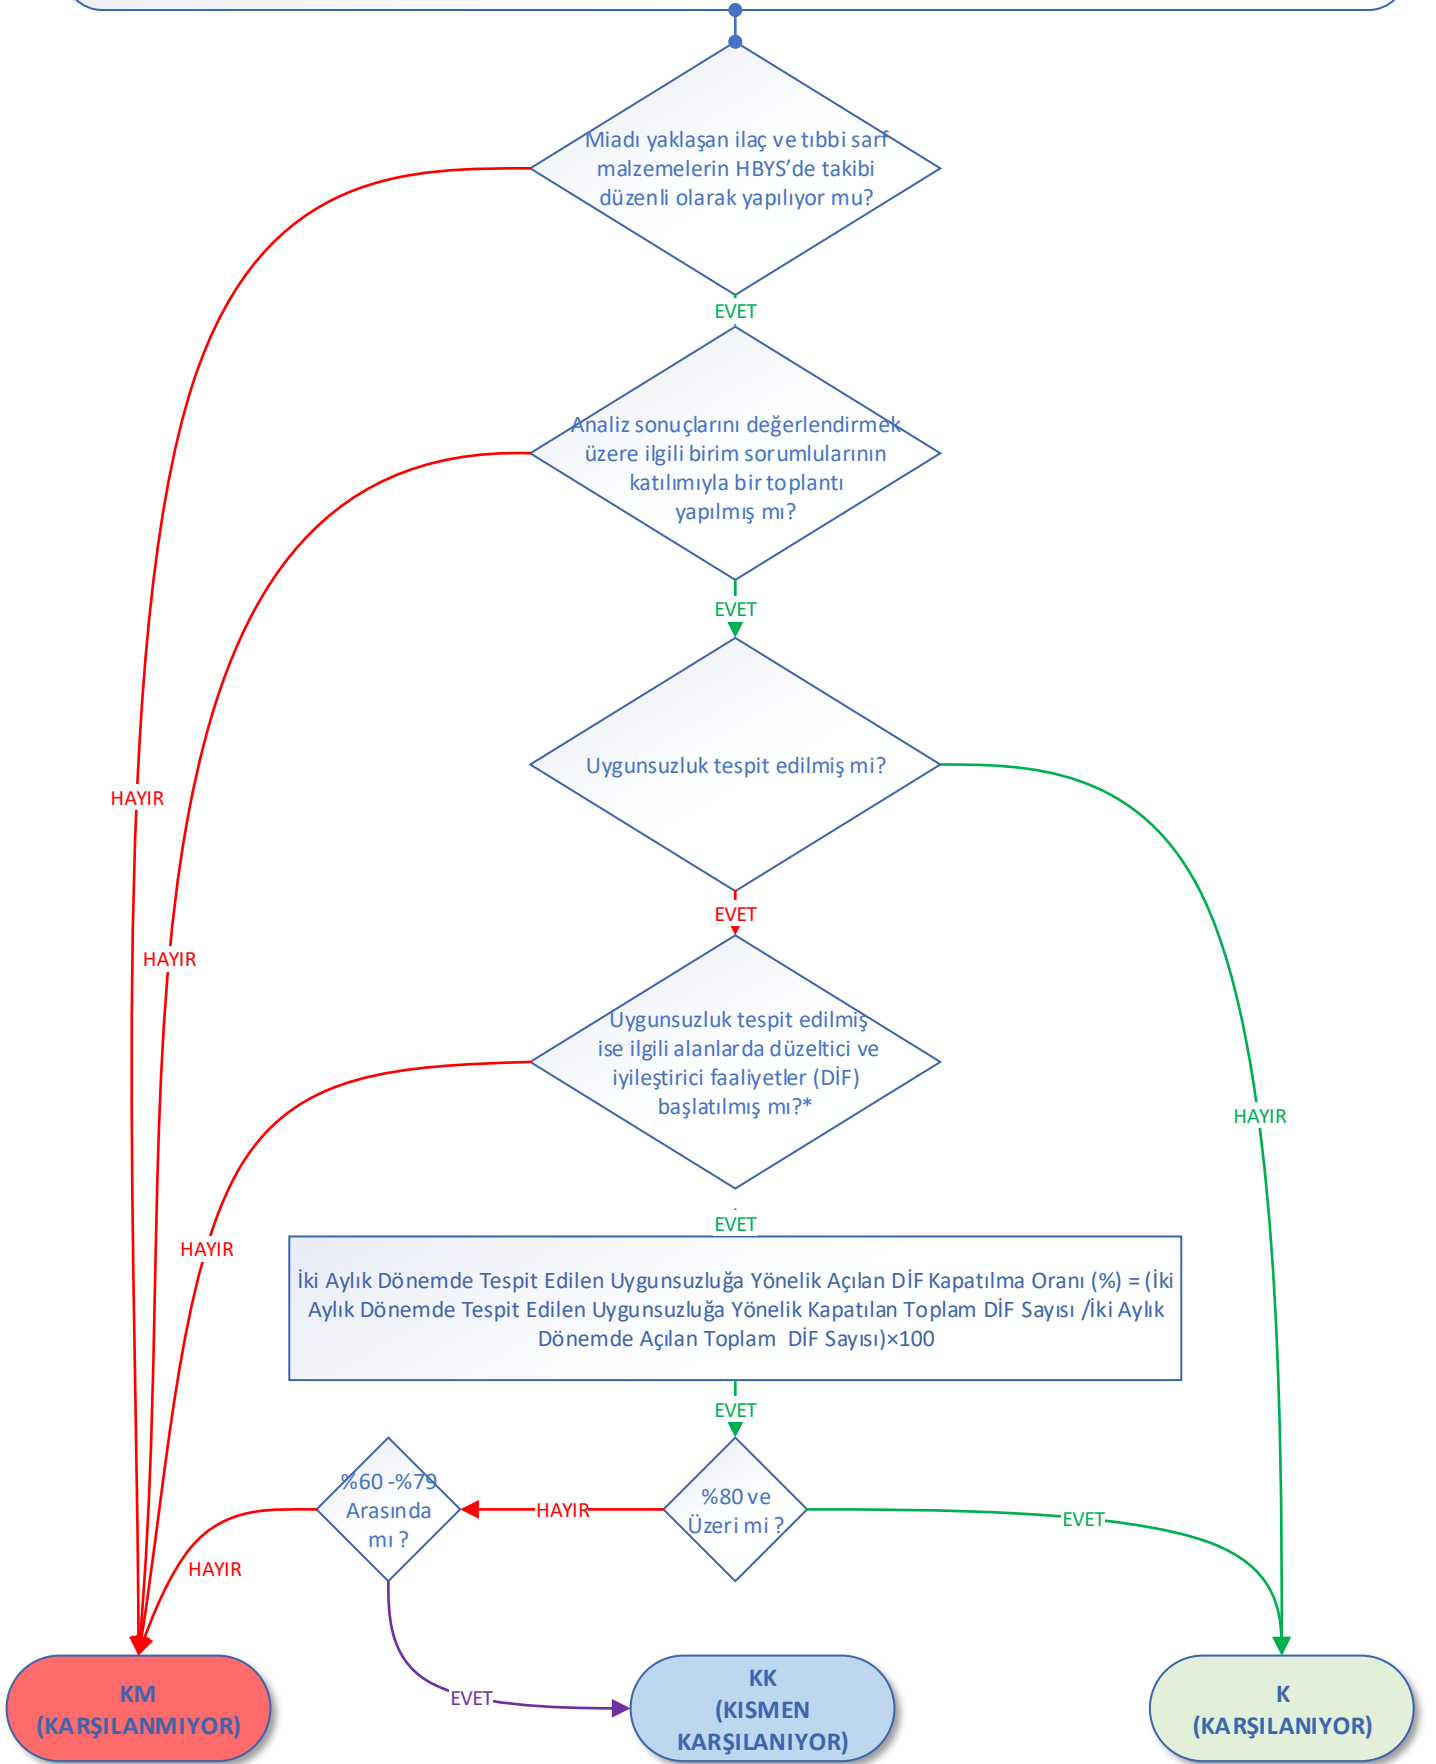 Miadı yaklaşan ilaç ve tıbbi sarf
malzemelerin HBYS’de takibi
düzenli olarak yapılıyor mu?
EVET
Analiz sonuçlarını değerlendirmek
üzere ilgili birim sorumlularının
katılımıyla bir toplantı
yapılmış mı?
EVET
Uygunsuzluk tespit edilmiş mi?
HAYIR
EVET
HAYIR
Uygunsuzluk tespit edilmiş
ise ilgili alanlarda düzeltici ve
iyileştirici faaliyetler (DİF)
başlatılmış mı?*
HAYIR
EVET
HAYIR
İki Aylık Dönemde Tespit Edilen Uygunsuzluğa Yönelik Açılan DİF Kapatılma Oranı (%) = (İki
Aylık Dönemde Tespit Edilen Uygunsuzluğa Yönelik Kapatılan Toplam DİF Sayısı /İki Aylık
Dönemde Açılan Toplam DİF Sayısı)×100
EVET
%60 -%79
Arasında
mı ?
HAYIR
%80 ve
Üzeri mi ?
EVET
HAYIR
EVET
KM
(KARŞILANMIYOR)
KK
(KISMEN
KARŞILANIYOR)
K
(KARŞILANIYOR)